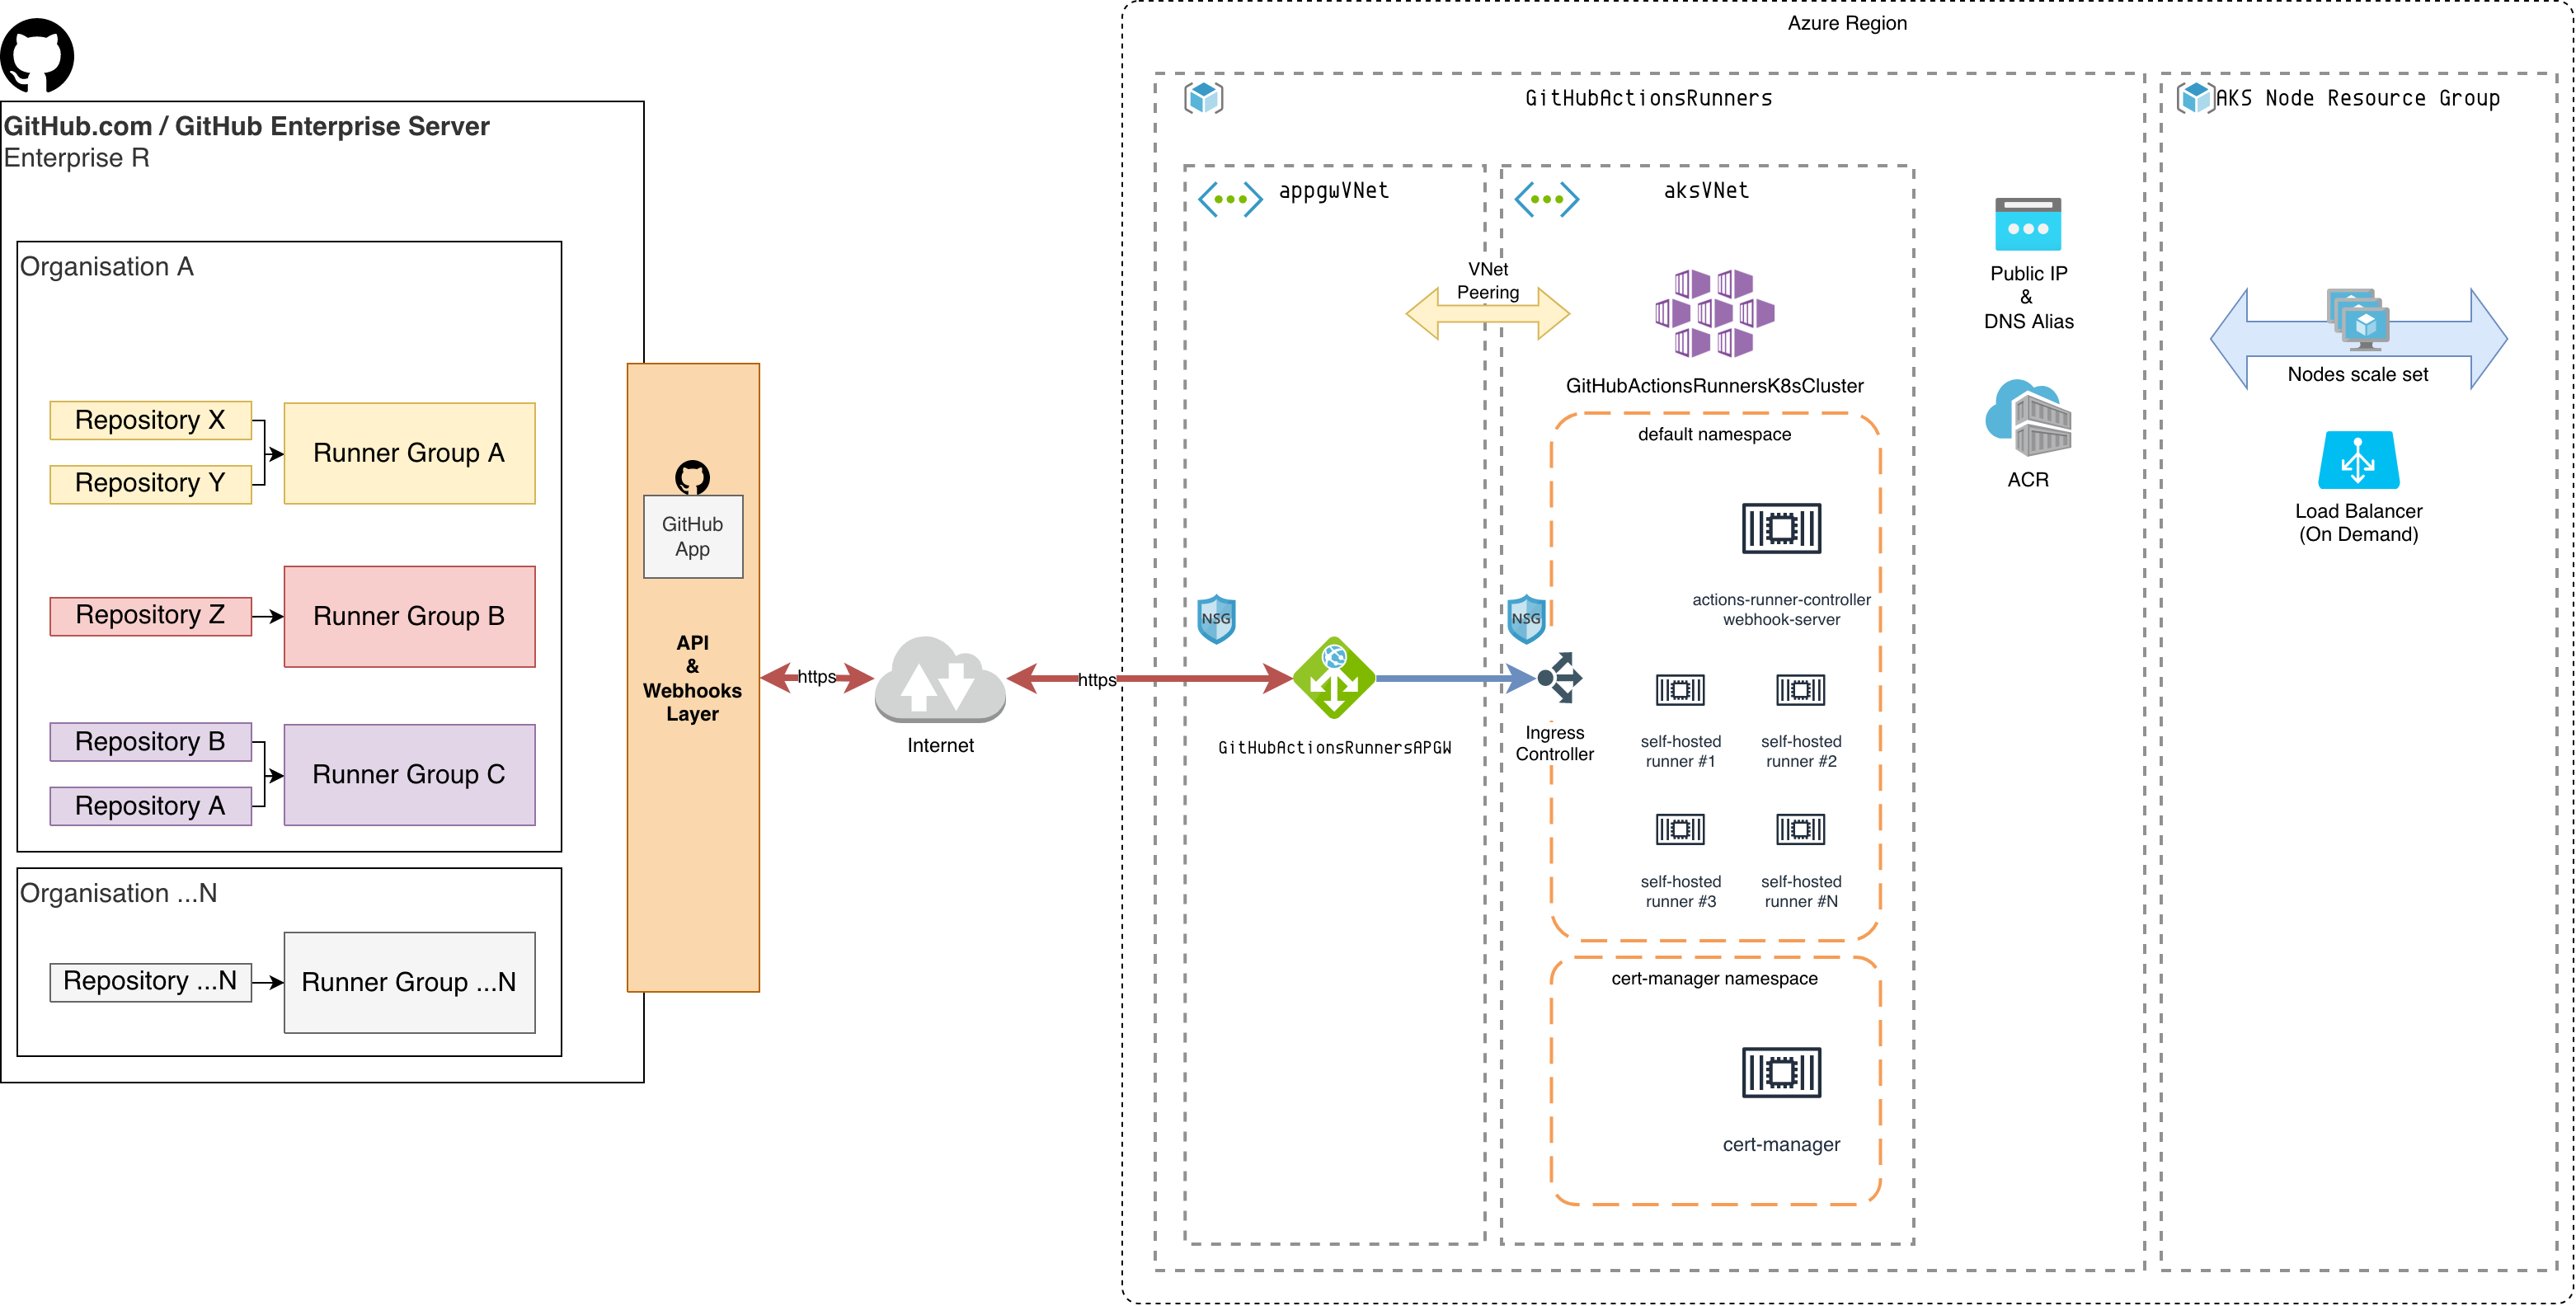 Azure Region
GitHub.com / GitHub Enterprise Server
Enterprise R
Organisation A
Repository X
Repository Y
Runner Group A
Repository Z
Runner Group B
Repository B
Repository A
Runner Group C
Organisation ...N
Repository ...N
Runner Group ...N
GitHub
App
API
&
Webhooks
Layer
https
Internet
https
GitHubActionsRunners
appgwVNet
NSG
GitHubActionsRunnersAPGW
VNet
Peering
aksVNet
GitHubActionsRunnersK8sCluster
default namespace
actions-runner-controller
webhook-server
NSG
Ingress
Controller
self-hosted
runner #1
self-hosted
runner #2
self-hosted
runner #3
self-hosted
runner #N
cert-manager namespace
cert-manager
Public IP
&
DNS Alias
ACR
AKS Node Resource Group
Nodes scale set
Load Balancer
(On Demand)